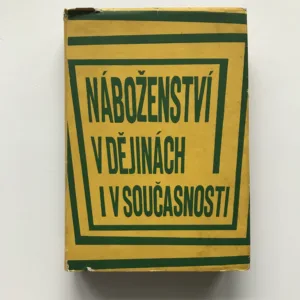 NÁBOŽENSTVÍ
V DĚJINÁCH
I V SOUČASNOSTI